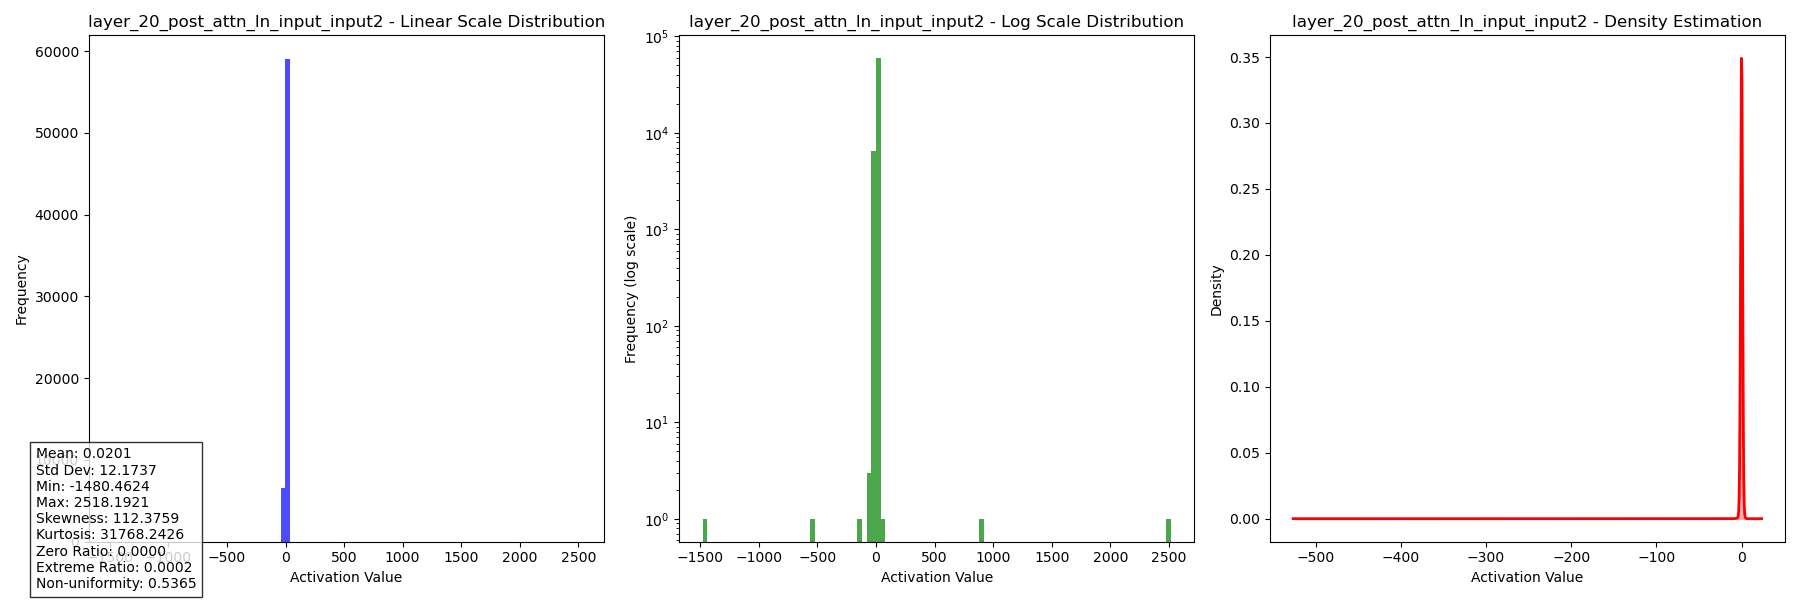 layer_20_post_attn_ln_input_input2 - Linear Scale Distribution
60000
50000
40000
30000
20000
10000
0
Frequency
−1500 −1000 −500 0 500 1000 1500 2000 2500
Activation Value
Mean: 0.0201
Std Dev: 12.1737
Min: -1480.4624
Max: 2518.1921
Skewness: 112.3759
Kurtosis: 31768.2426
Zero Ratio: 0.0000
Extreme Ratio: 0.0002
Non-uniformity: 0.5365
layer_20_post_attn_ln_input_input2 - Log Scale Distribution
10⁵
10⁴
10³
10²
10¹
10⁰
Frequency (log scale)
−1500 −1000 −500 0 500 1000 1500 2000 2500
Activation Value
layer_20_post_attn_ln_input_input2 - Density Estimation
0.35
0.30
0.25
0.20
0.15
0.10
0.05
0.00
Density
−500 −400 −300 −200 −100 0
Activation Value